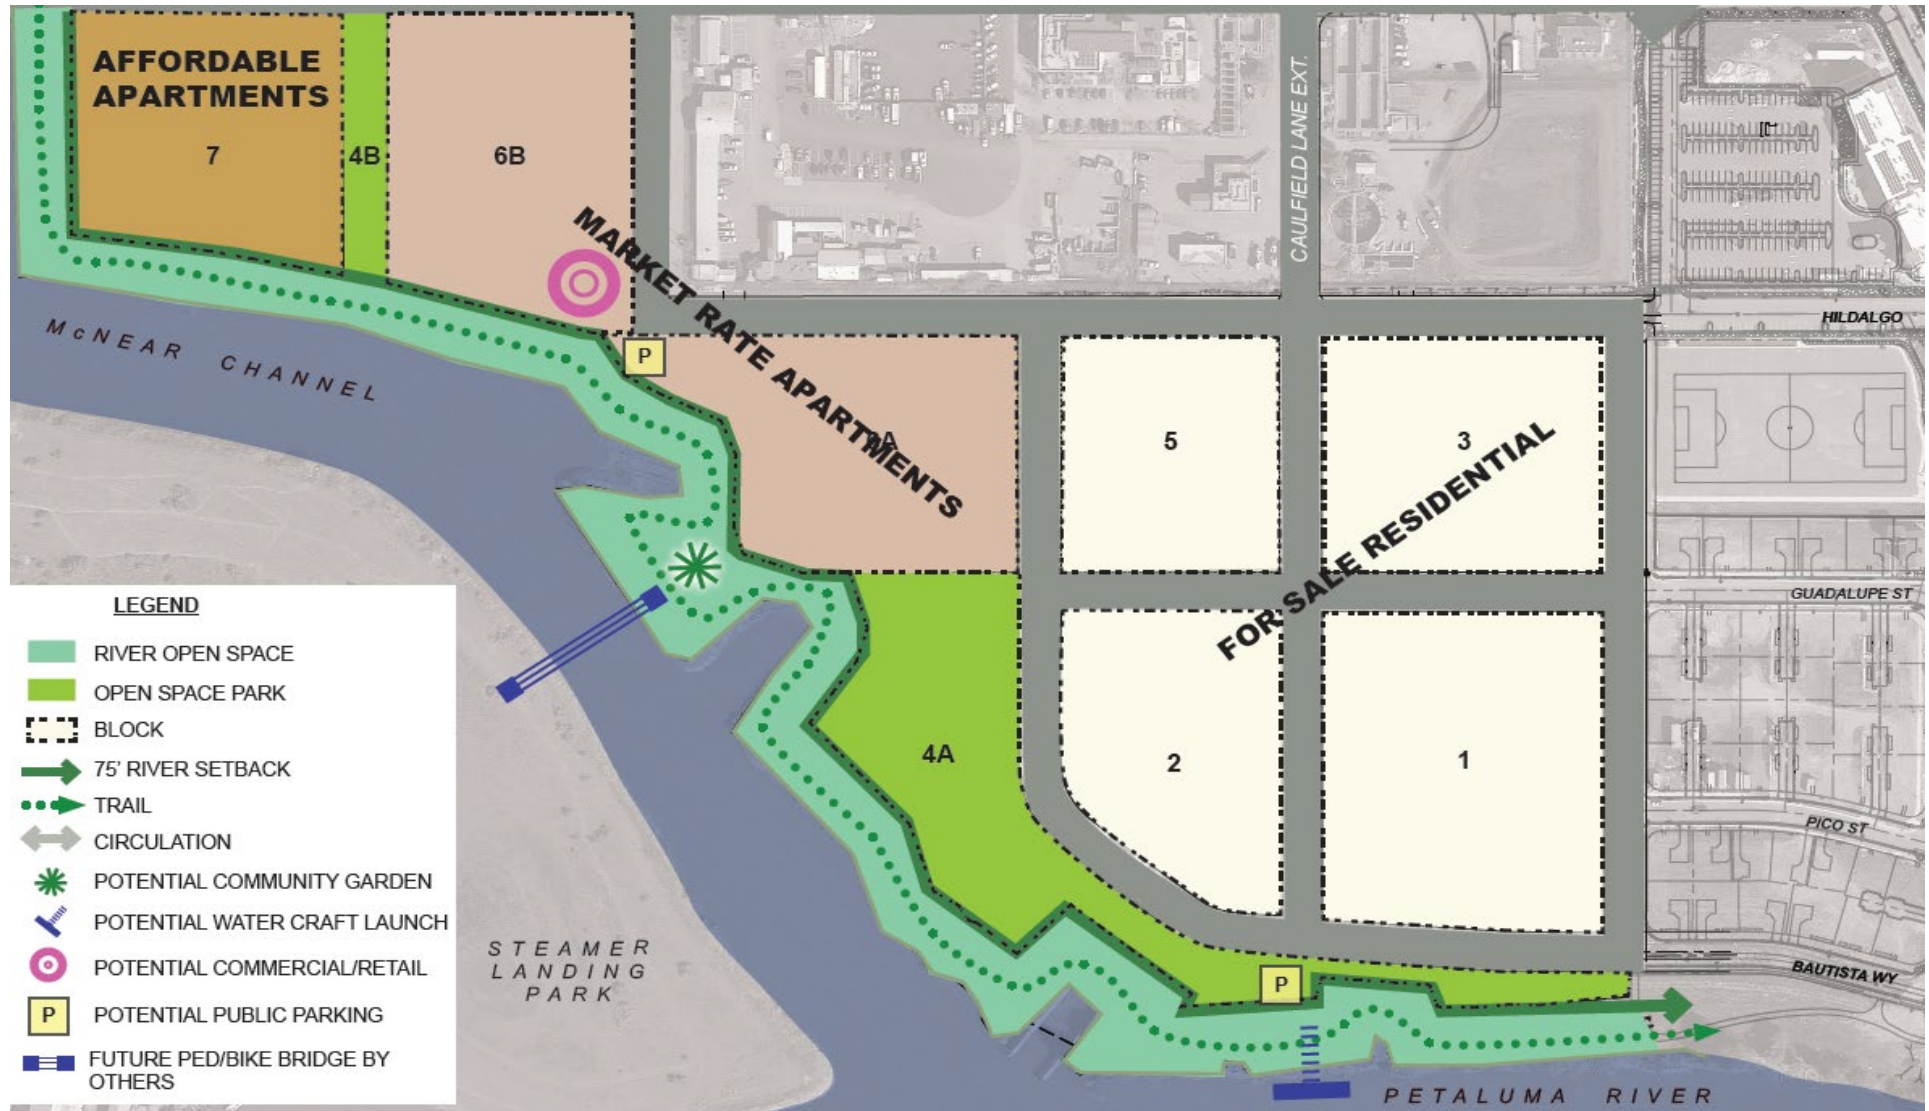 AFFORDABLE
APARTMENTS
7
4B
6B
CAULFIELD LANE EXT.
MARKET RATE APARTMENTS
HILDALGO
McNEAR CHANNEL
P
5
3
FOR SALE RESIDENTIAL
GUADALUPE ST
4A
2
1
PICO ST
STEAMER
LANDING
PARK
P
BAUTISTA WY
PETALUMA RIVER
LEGEND
RIVER OPEN SPACE
OPEN SPACE PARK
BLOCK
75' RIVER SETBACK
TRAIL
CIRCULATION
POTENTIAL COMMUNITY GARDEN
POTENTIAL WATER CRAFT LAUNCH
POTENTIAL COMMERCIAL/RETAIL
P
POTENTIAL PUBLIC PARKING
FUTURE PED/BIKE BRIDGE BY
OTHERS